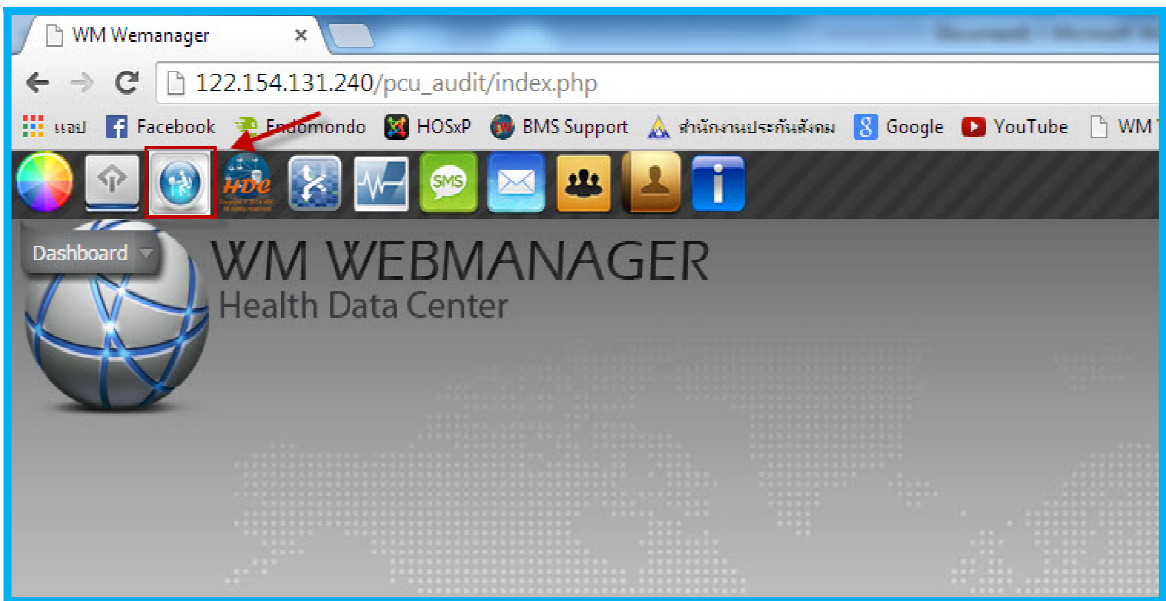 WM Wemanager
122.154.131.240/pcu_audit/index.php
แอป Facebook Endomondo HOSxP BMS Support สำนักงานประกันสังคม Google YouTube WM
HDC SMS
Dashboard
WM WEBMANAGER
Health Data Center